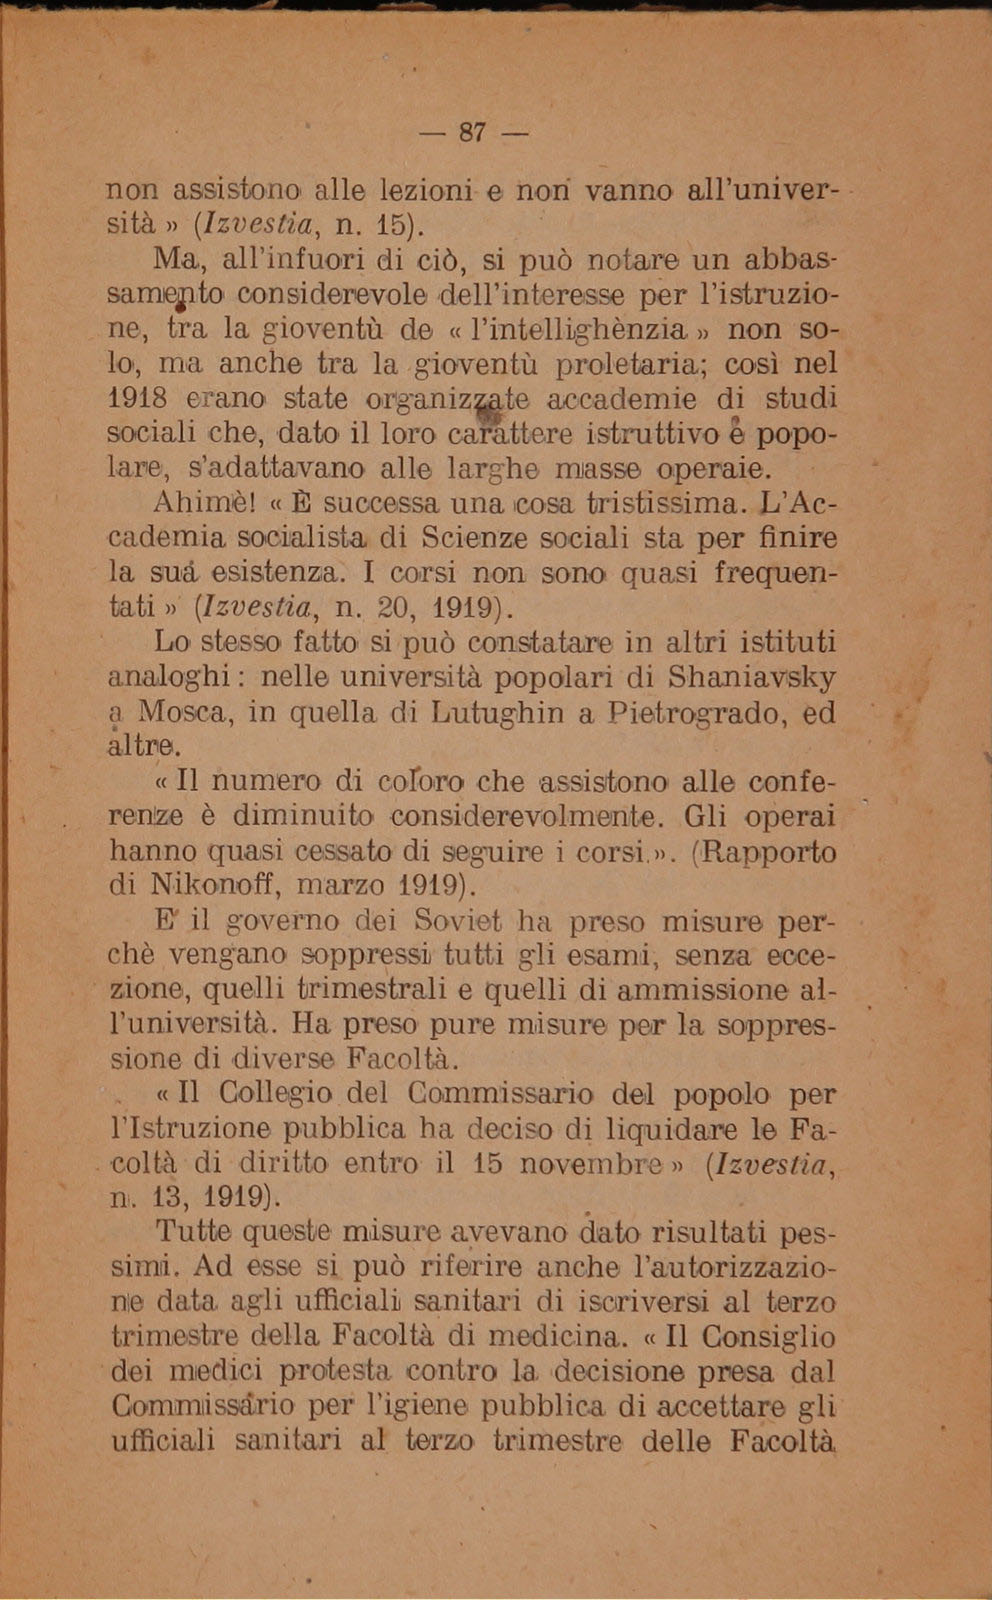 — 87 —
non assistono alle lezioni e non vanno all'univer-
sità » (Izvestia, n. 15).
Ma, all'infuori di ciò, si può notare un abbas-
samento considerevole dell'interesse per l'istruzio-
ne, tra la gioventù de « l'intellighènzia » non so-
lo, ma anche tra la gioventù proletaria; così nel
1918 erano state organizzate accademie di studi
sociali che, dato il loro carattere istruttivo e popo-
lare, s'adattavano alle larghe masse operaie.
Ahimè! « È successa una cosa tristissima. L'Ac-
cademia socialista di Scienze sociali sta per finire
la sua esistenza. I corsi non sono quasi frequen-
tati » (Izvestia, n. 20, 1919).
Lo stesso fatto si può constatare in altri istituti
analoghi : nelle università popolari di Shaniavsky
a Mosca, in quella di Lutughin a Pietrogrado, ed
altre.
« Il numero di coloro che assistono alle confe-
renze è diminuito considerevolmente. Gli operai
hanno quasi cessato di seguire i corsi.». (Rapporto
di Nikonoff, marzo 1919).
E' il governo dei Soviet ha preso misure per-
chè vengano soppressi tutti gli esami, senza ecce-
zione, quelli trimestrali e quelli di ammissione al-
l'università. Ha preso pure misure per la soppres-
sione di diverse Facoltà.
« Il Collegio del Commissario del popolo per
l'Istruzione pubblica ha deciso di liquidare le Fa-
coltà di diritto entro il 15 novembre » (Izvestia,
n. 13, 1919).
Tutte queste misure avevano dato risultati pes-
simi. Ad esse si può riferire anche l'autorizzazio-
ne data agli ufficiali sanitari di iscriversi al terzo
trimestre della Facoltà di medicina. « Il Consiglio
dei medici protesta contro la decisione presa dal
Commissario per l'igiene pubblica di accettare gli
ufficiali sanitari al terzo trimestre delle Facoltà